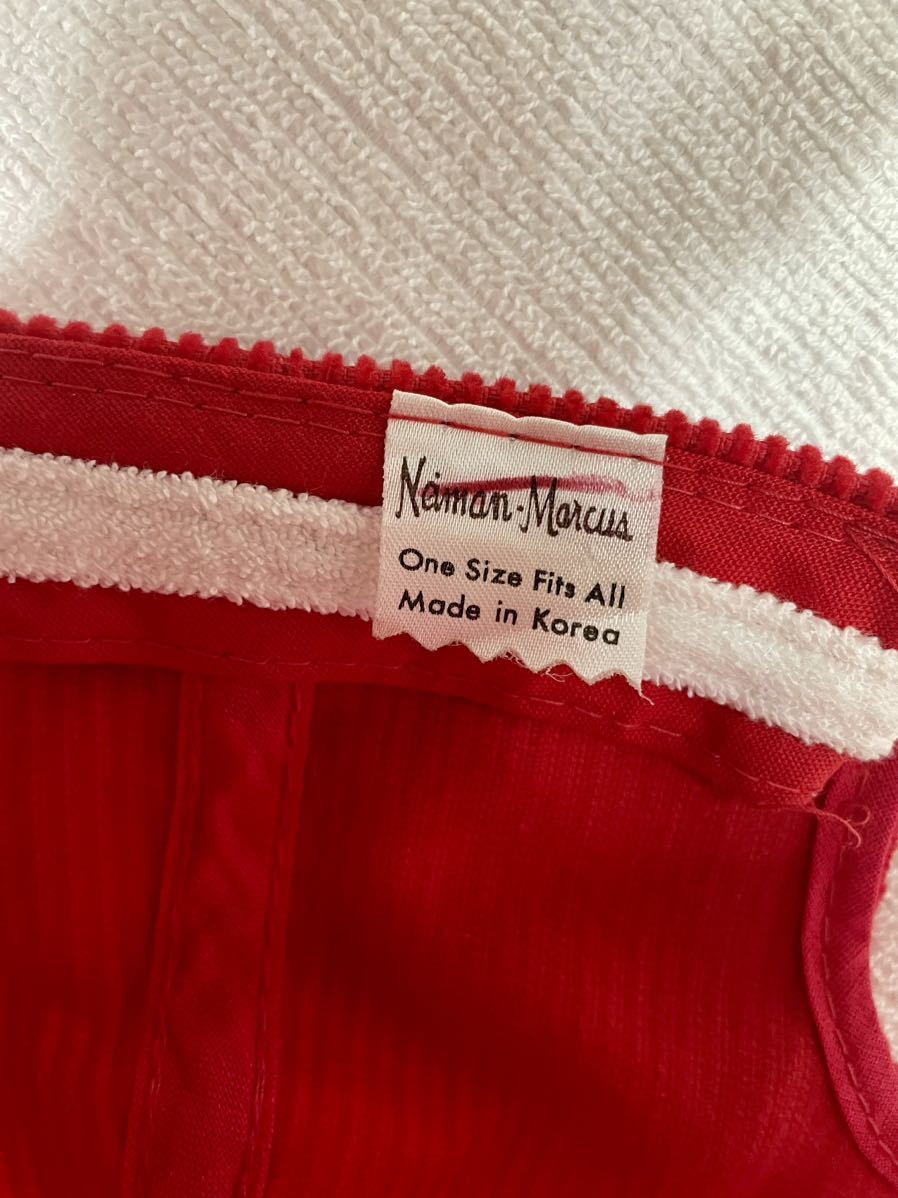 Neiman-Marcus
One Size Fits All
Made in Korea